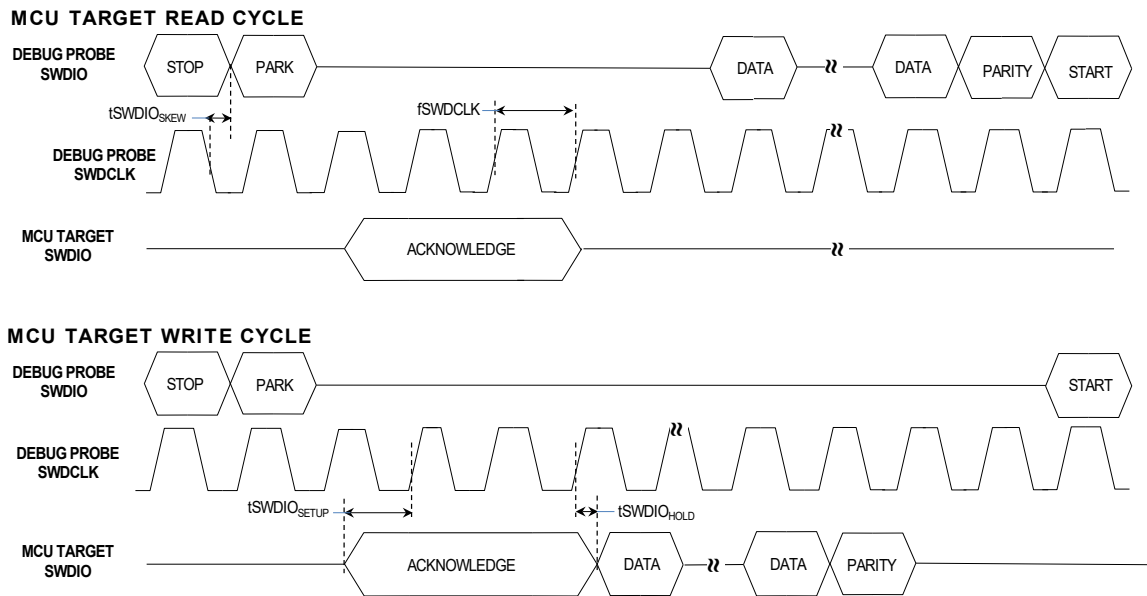 MCU TARGET READ CYCLE
DEBUG PROBE
SWDIO
STOP
PARK
DATA
DATA
PARITY
START
tSWDIOSKEW
fSWDCLK
DEBUG PROBE
SWDCLK
MCU TARGET
SWDIO
ACKNOWLEDGE
MCU TARGET WRITE CYCLE
DEBUG PROBE
SWDIO
STOP
PARK
START
DEBUG PROBE
SWDCLK
tSWDIOSETUP
tSWDIOHOLD
MCU TARGET
SWDIO
ACKNOWLEDGE
DATA
DATA
PARITY